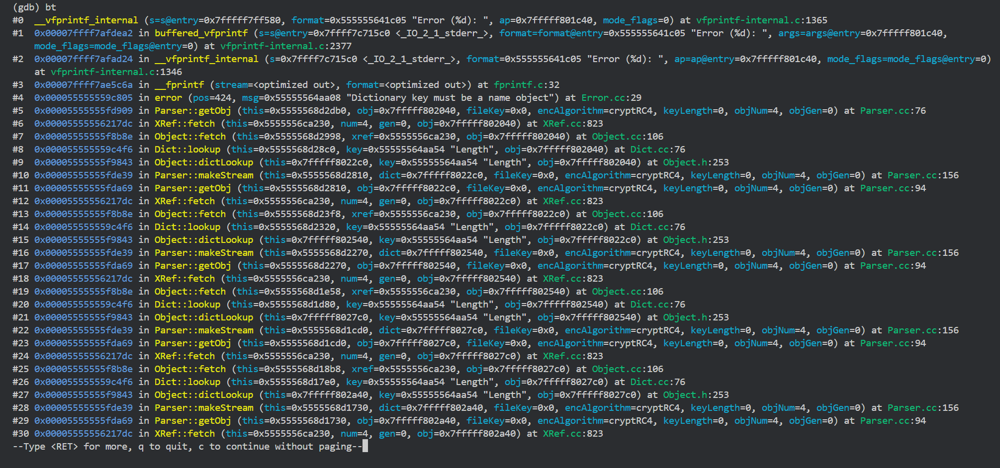 (gdb) bt
#0  __vfprintf_internal (s=s@entry=0x7fffff7ff580, format=0x555555641c05 "Error (%d): ", ap=0x7fffff801c40, mode_flags=0) at vfprintf-internal.c:1365
#1  0x00007ffff7afdea2 in buffered_vfprintf (s=s@entry=0x7ffff7c715c0 <_IO_2_1_stderr_>, format=format@entry=0x555555641c05 "Error (%d): ", args=args@entry=0x7fffff801c40,
mode_flags=mode_flags@entry=0) at vfprintf-internal.c:2377
#2  0x00007ffff7afad24 in __vfprintf_internal (s=0x7ffff7c715c0 <_IO_2_1_stderr_>, format=0x555555641c05 "Error (%d): ", ap=ap@entry=0x7fffff801c40, mode_flags=mode_flags@entry=0)
at vfprintf-internal.c:1346
#3  0x00007ffff7ae5c6a in __fprintf (stream=<optimized out>, format=<optimized out>) at fprintf.c:32
#4  0x000055555559c805 in error (pos=424, msg=0x55555564aa08 "Dictionary key must be a name object") at Error.cc:29
#5  0x00005555555fd909 in Parser::getObj (this=0x5555568d2db0, obj=0x7fffff802040, fileKey=0x0, encAlgorithm=cryptRC4, keyLength=0, objNum=4, objGen=0) at Parser.cc:76
#6  0x00005555556217dc in XRef::fetch (this=0x5555556ca230, num=4, gen=0, obj=0x7fffff802040) at XRef.cc:823
#7  0x00005555555f8b8e in Object::fetch (this=0x5555568d2998, xref=0x5555556ca230, obj=0x7fffff802040) at Object.cc:106
#8  0x000055555559c4f6 in Dict::lookup (this=0x5555568d28c0, key=0x55555564aa54 "Length", obj=0x7fffff802040) at Dict.cc:76
#9  0x00005555555f9843 in Object::dictLookup (this=0x7fffff8022c0, key=0x55555564aa54 "Length", obj=0x7fffff802040) at Object.h:253
#10 0x00005555555fde39 in Parser::makeStream (this=0x5555568d2810, dict=0x7fffff8022c0, fileKey=0x0, encAlgorithm=cryptRC4, keyLength=0, objNum=4, objGen=0) at Parser.cc:156
#11 0x00005555555fda69 in Parser::getObj (this=0x5555568d2810, obj=0x7fffff8022c0, fileKey=0x0, encAlgorithm=cryptRC4, keyLength=0, objNum=4, objGen=0) at Parser.cc:94
#12 0x00005555556217dc in XRef::fetch (this=0x5555556ca230, num=4, gen=0, obj=0x7fffff8022c0) at XRef.cc:823
#13 0x00005555555f8b8e in Object::fetch (this=0x5555568d23f8, xref=0x5555556ca230, obj=0x7fffff8022c0) at Object.cc:106
#14 0x000055555559c4f6 in Dict::lookup (this=0x5555568d2320, key=0x55555564aa54 "Length", obj=0x7fffff8022c0) at Dict.cc:76
#15 0x00005555555f9843 in Object::dictLookup (this=0x7fffff802540, key=0x55555564aa54 "Length", obj=0x7fffff8022c0) at Object.h:253
#16 0x00005555555fde39 in Parser::makeStream (this=0x5555568d2270, dict=0x7fffff802540, fileKey=0x0, encAlgorithm=cryptRC4, keyLength=0, objNum=4, objGen=0) at Parser.cc:156
#17 0x00005555555fda69 in Parser::getObj (this=0x5555568d2270, obj=0x7fffff802540, fileKey=0x0, encAlgorithm=cryptRC4, keyLength=0, objNum=4, objGen=0) at Parser.cc:94
#18 0x00005555556217dc in XRef::fetch (this=0x5555556ca230, num=4, gen=0, obj=0x7fffff802540) at XRef.cc:823
#19 0x00005555555f8b8e in Object::fetch (this=0x5555568d1e58, xref=0x5555556ca230, obj=0x7fffff802540) at Object.cc:106
#20 0x000055555559c4f6 in Dict::lookup (this=0x5555568d1d80, key=0x55555564aa54 "Length", obj=0x7fffff802540) at Dict.cc:76
#21 0x00005555555f9843 in Object::dictLookup (this=0x7fffff8027c0, key=0x55555564aa54 "Length", obj=0x7fffff802540) at Object.h:253
#22 0x00005555555fde39 in Parser::makeStream (this=0x5555568d1cd0, dict=0x7fffff8027c0, fileKey=0x0, encAlgorithm=cryptRC4, keyLength=0, objNum=4, objGen=0) at Parser.cc:156
#23 0x00005555555fda69 in Parser::getObj (this=0x5555568d1cd0, obj=0x7fffff8027c0, fileKey=0x0, encAlgorithm=cryptRC4, keyLength=0, objNum=4, objGen=0) at Parser.cc:94
#24 0x00005555556217dc in XRef::fetch (this=0x5555556ca230, num=4, gen=0, obj=0x7fffff8027c0) at XRef.cc:823
#25 0x00005555555f8b8e in Object::fetch (this=0x5555568d18b8, xref=0x5555556ca230, obj=0x7fffff8027c0) at Object.cc:106
#26 0x000055555559c4f6 in Dict::lookup (this=0x5555568d17e0, key=0x55555564aa54 "Length", obj=0x7fffff8027c0) at Dict.cc:76
#27 0x00005555555f9843 in Object::dictLookup (this=0x7fffff802a40, key=0x55555564aa54 "Length", obj=0x7fffff8027c0) at Object.h:253
#28 0x00005555555fde39 in Parser::makeStream (this=0x5555568d1730, dict=0x7fffff802a40, fileKey=0x0, encAlgorithm=cryptRC4, keyLength=0, objNum=4, objGen=0) at Parser.cc:156
#29 0x00005555555fda69 in Parser::getObj (this=0x5555568d1730, obj=0x7fffff802a40, fileKey=0x0, encAlgorithm=cryptRC4, keyLength=0, objNum=4, objGen=0) at Parser.cc:94
#30 0x00005555556217dc in XRef::fetch (this=0x5555556ca230, num=4, gen=0, obj=0x7fffff802a40) at XRef.cc:823
--Type <RET> for more, q to quit, c to continue without paging--